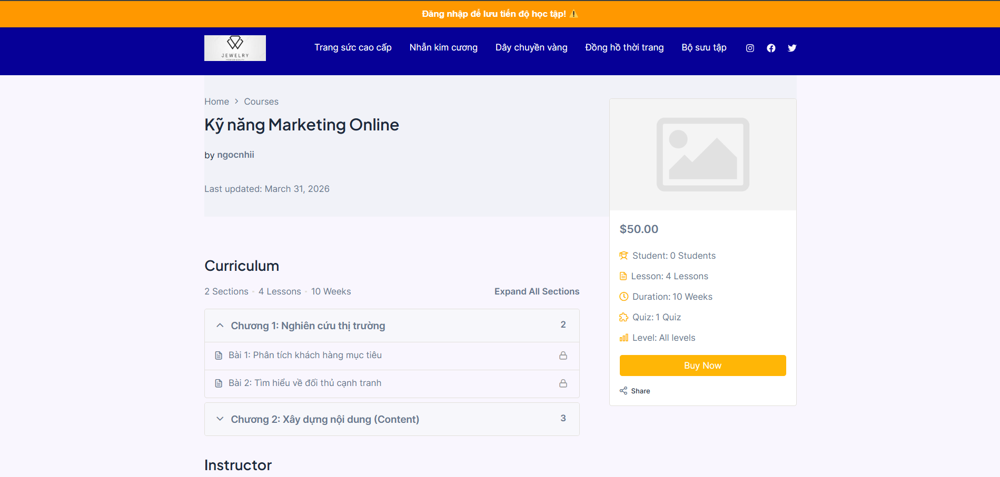 Đăng nhập để lưu tiến độ học tập! ⚠️
JEWELRY
PREMIUM QUALITY
Trang sức cao cấp
Nhẫn kim cương
Dây chuyền vàng
Đồng hồ thời trang
Bộ sưu tập
Home > Courses
Kỹ năng Marketing Online
by ngocnhii
Last updated: March 31, 2026
$50.00
Student: 0 Students
Lesson: 4 Lessons
Duration: 10 Weeks
Quiz: 1 Quiz
Level: All levels
Buy Now
Share
Curriculum
2 Sections • 4 Lessons • 10 Weeks
Expand All Sections
Chương 1: Nghiên cứu thị trường 2
Bài 1: Phân tích khách hàng mục tiêu
Bài 2: Tìm hiểu về đối thủ cạnh tranh
Chương 2: Xây dựng nội dung (Content) 3
Instructor